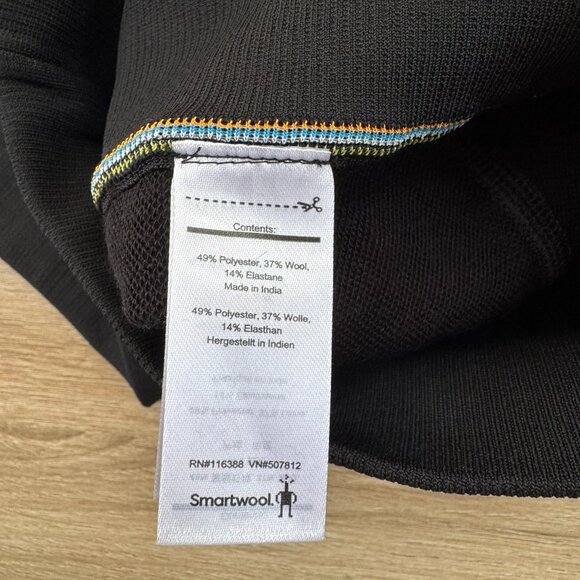 Contents:
49% Polyester, 37% Wool,
14% Elastane
Made in India
49% Polyester, 37% Wolle,
14% Elasthan
Hergestellt in Indien
RN#116388 VN#507812
Smartwool.